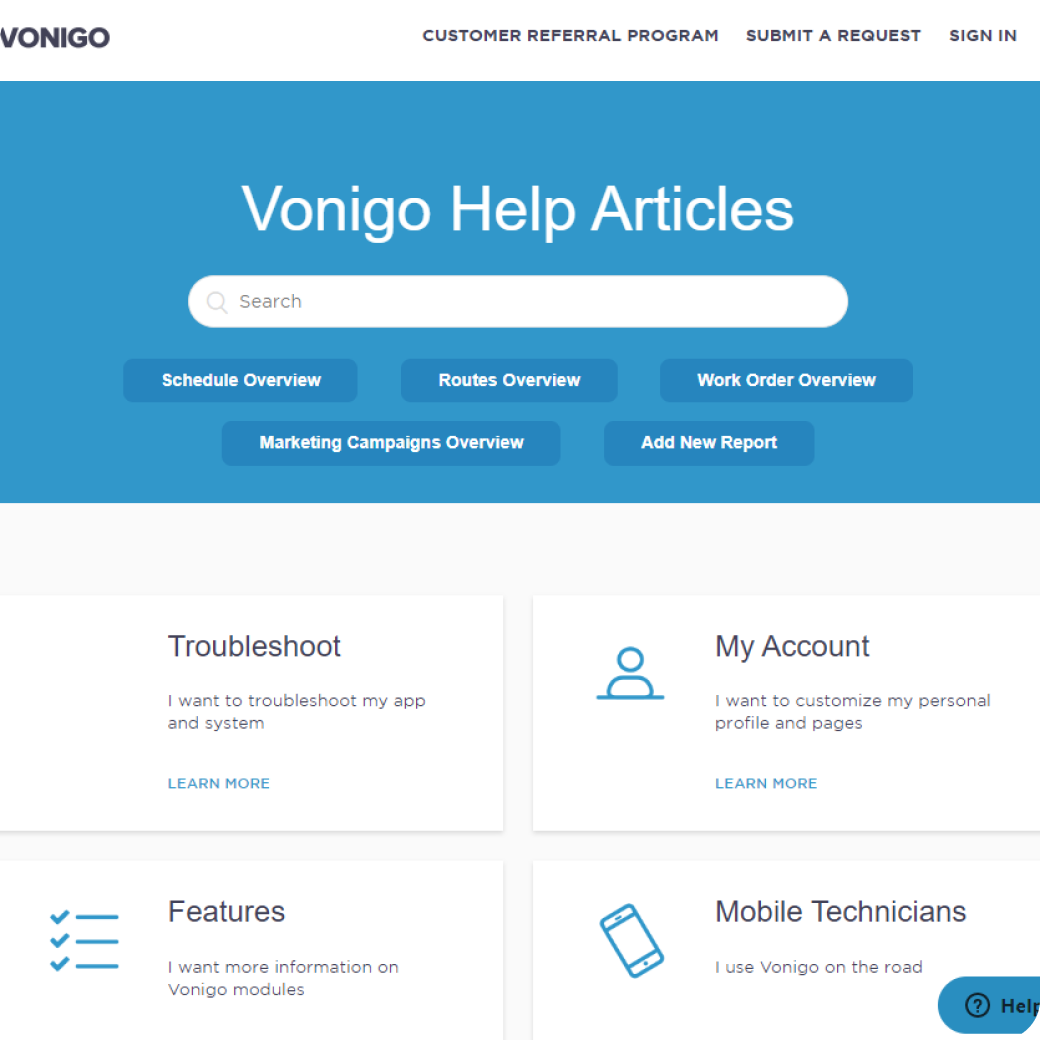 VONIGO
CUSTOMER REFERRAL PROGRAM
SUBMIT A REQUEST
SIGN IN
Vonigo Help Articles
Search
Schedule Overview
Routes Overview
Work Order Overview
Marketing Campaigns Overview
Add New Report
Troubleshoot
I want to troubleshoot my app
and system
LEARN MORE
My Account
I want to customize my personal
profile and pages
LEARN MORE
Features
I want more information on
Vonigo modules
Mobile Technicians
I use Vonigo on the road
Help